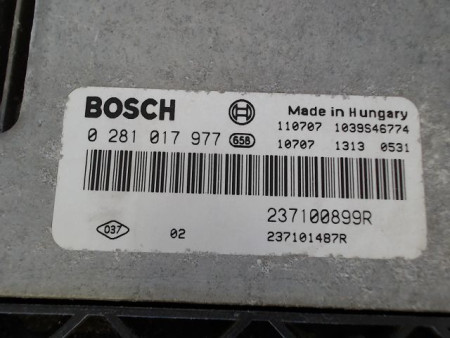 BOSCH
Made in Hungary
110707 1039S46774
0 281 017 977 658
10707 1313 0531
237100899R
037 02 237101487R